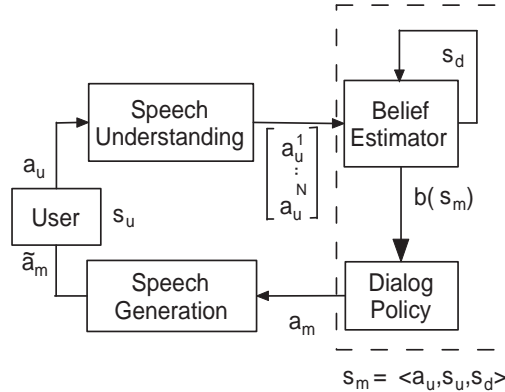 s_d
Speech
Understanding
Belief
Estimator
a_u
a_u^1
:
N
a_u
b(s_m)
User
s_u
ã_m
Speech
Generation
a_m
Dialog
Policy
s_m = <a_u,s_u,s_d>